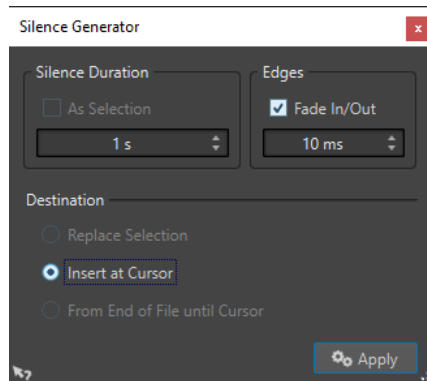 Silence Generator
x
Silence Duration
Edges
As Selection
Fade In/Out
1 s
10 ms
Destination
Replace Selection
Insert at Cursor
From End of File until Cursor
Apply
?